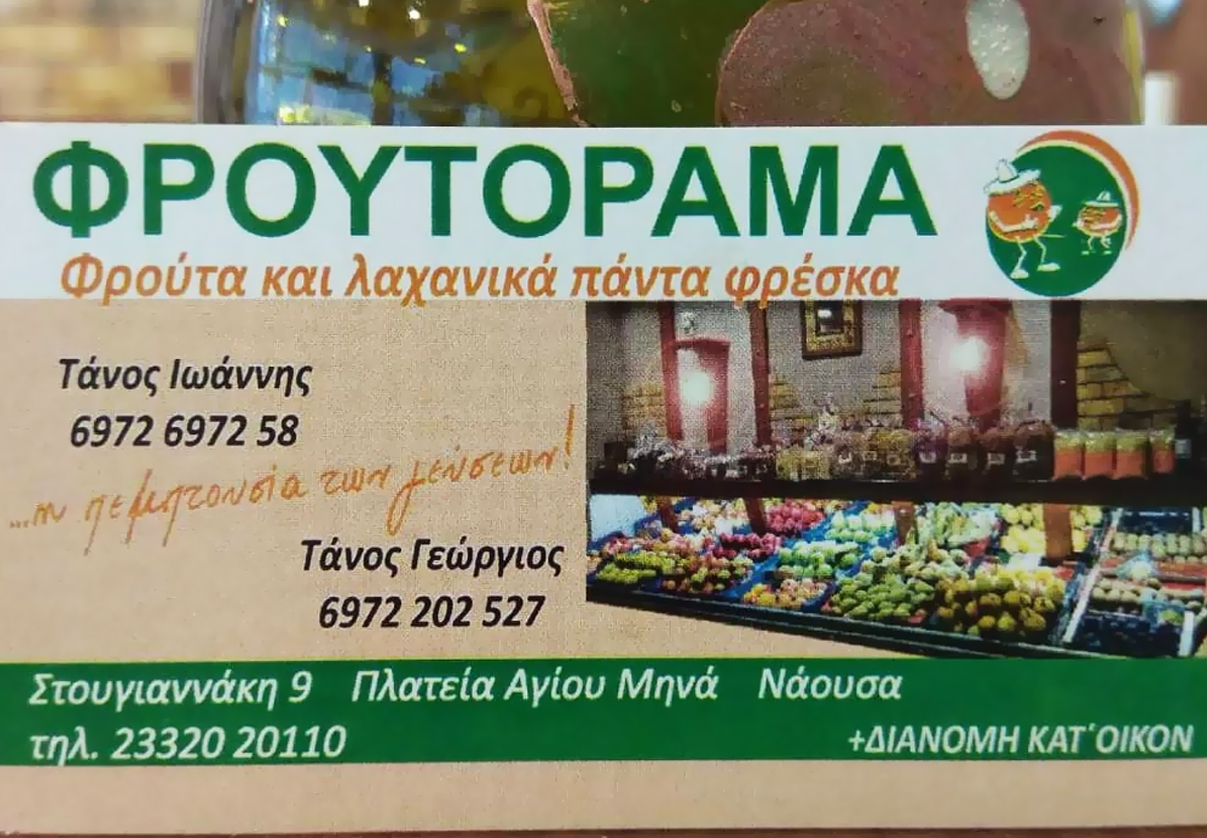 ΦΡΟΥΤΟΡΑΜΑ
Φρούτα και λαχανικά πάντα φρέσκα
Τάνος Ιωάννης
6972 6972 58
...η πεμπτουσία των γεύσεων!
Τάνος Γεώργιος
6972 202 527
Στουγιαννάκη 9 Πλατεία Αγίου Μηνά Νάουσα
τηλ. 23320 20110 +ΔΙΑΝΟΜΗ ΚΑΤ΄ΟΙΚΟΝ